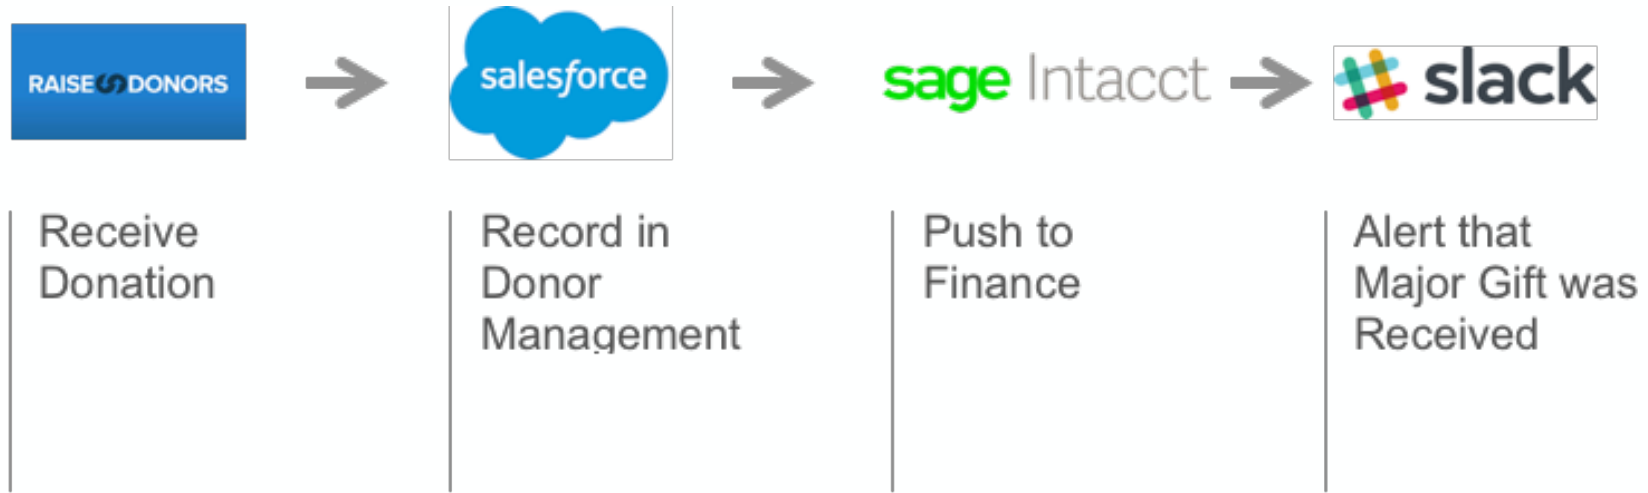 RAISE DONORS
salesforce
sage Intacct
slack
Receive
Donation
Record in
Donor
Management
Push to
Finance
Alert that
Major Gift was
Received